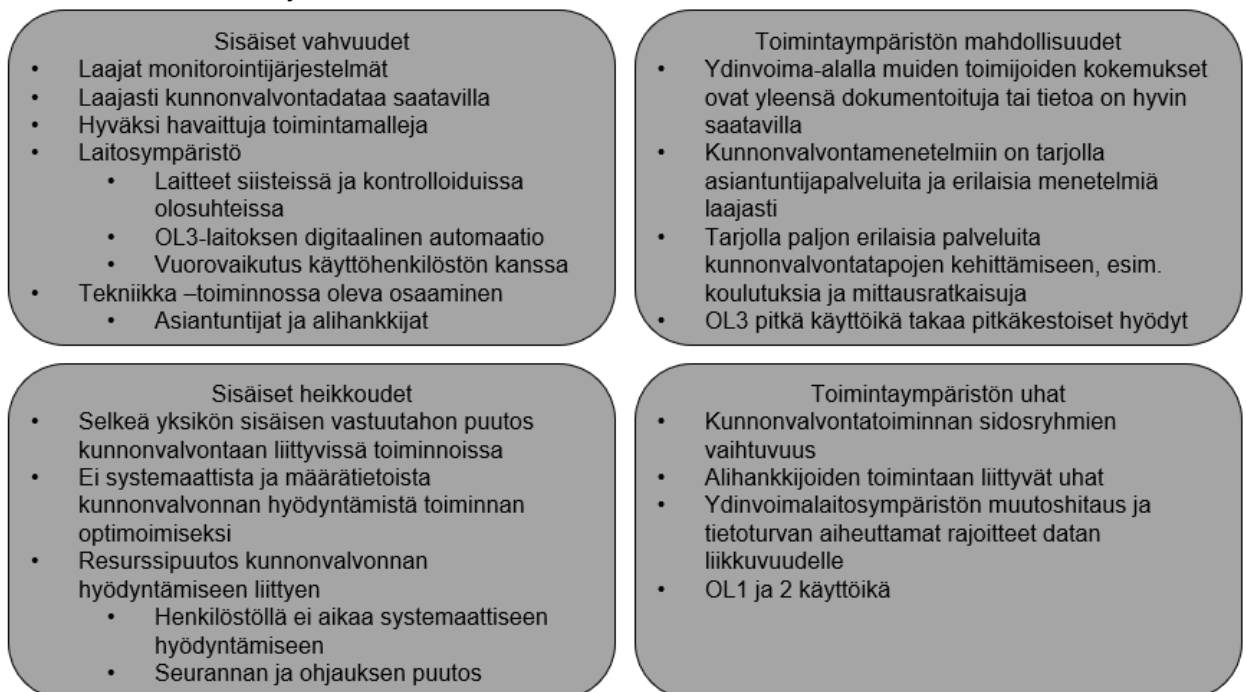 Sisäiset vahvuudet
• Laajat monitorointijärjestelmät
• Laajasti kunnonvalvontadataa saatavilla
• Hyväksi havaittuja toimintamalleja
• Laitosympäristö
• Laitteet siisteissä ja kontrolloiduissa
olosuhteissa
• OL3-laitoksen digitaalinen automaatio
• Vuorovaikutus käyttöhenkilöstön kanssa
• Tekniikka –toiminnossa oleva osaaminen
• Asiantuntijat ja alihankkijat
Toimintaympäristön mahdollisuudet
• Ydinvoima-alalla muiden toimijoiden kokemukset
ovat yleensä dokumentoituja tai tietoa on hyvin
saatavilla
• Kunnonvalvontamenetelmiin on tarjolla
asiantuntijapalveluita ja erilaisia menetelmiä
laajasti
• Tarjolla paljon erilaisia palveluita
kunnonvalvontatapojen kehittämiseen, esim.
koulutuksia ja mittausratkaisuja
• OL3 pitkä käyttöikä takaa pitkäkestoiset hyödyt
Sisäiset heikkoudet
• Selkeä yksikön sisäisen vastuutahon puutos
kunnonvalvontaan liittyvissä toiminnoissa
• Ei systemaattista ja määrätietoista
kunnonvalvonnan hyödyntämistä toiminnan
optimoimiseksi
• Resurssipuutos kunnonvalvonnan
hyödyntämiseen liittyen
• Henkilöstöllä ei aikaa systemaattiseen
hyödyntämiseen
• Seurannan ja ohjauksen puutos
Toimintaympäristön uhat
• Kunnonvalvontatoiminnan sidosryhmien
vaihtuvuus
• Alihankkijoiden toimintaan liittyvät uhat
• Ydinvoimalaitosympäristön muutoshitaus ja
tietoturvan aiheuttamat rajoitteet datan
liikkuvuudelle
• OL1 ja 2 käyttöikä